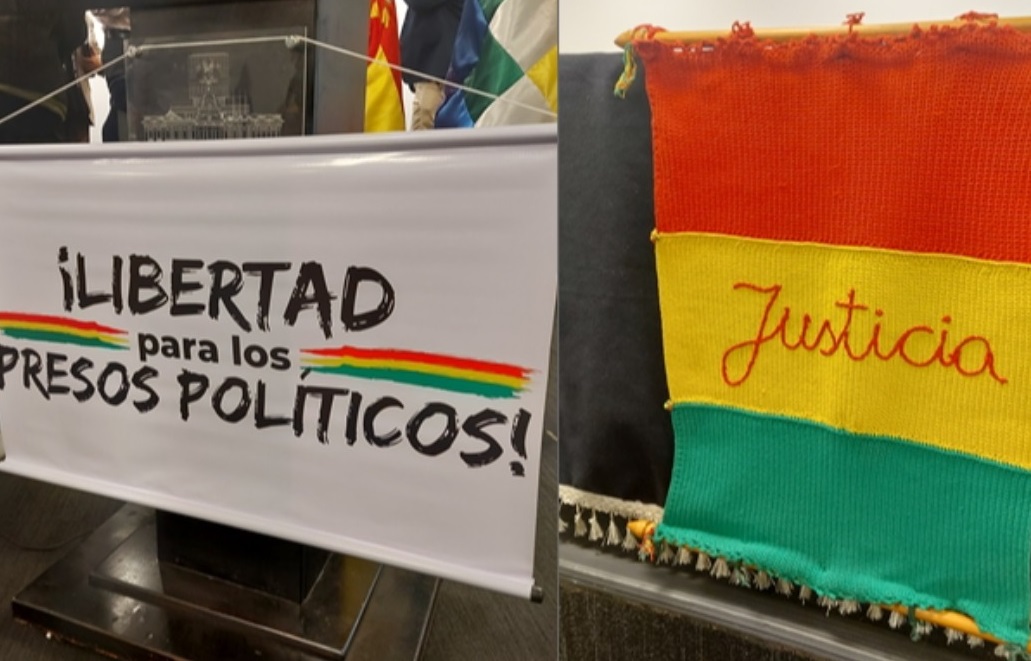 ¡LIBERTAD
para los
PRESOS POLÍTICOS!
Justicia